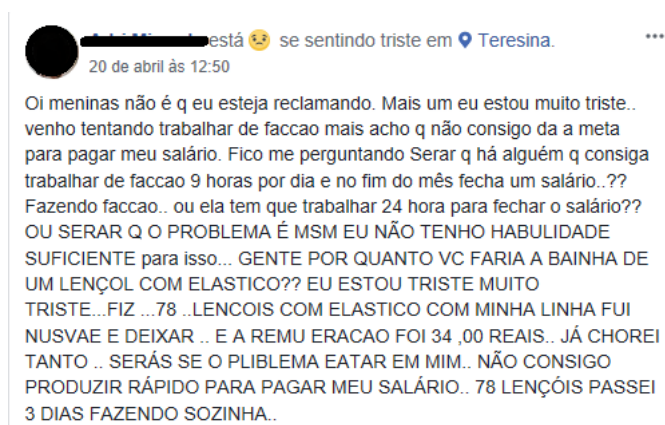 está 😟 se sentindo triste em Teresina.
20 de abril às 12:50
Oi meninas não é q eu esteja reclamando. Mais um eu estou muito triste..
venho tentando trabalhar de faccao mais acho q não consigo da a meta
para pagar meu salário. Fico me perguntando Serar q há alguém q consiga
trabalhar de faccao 9 horas por dia e no fim do mês fecha um salário..??
Fazendo faccao.. ou ela tem que trabalhar 24 hora para fechar o salário??
OU SERAR Q O PROBLEMA É MSM EU NÃO TENHO HABULIDADE
SUFICIENTE para isso... GENTE POR QUANTO VC FARIA A BAINHA DE
UM LENÇOL COM ELASTICO?? EU ESTOU TRISTE MUITO
TRISTE...FIZ ...78 ..LENCOIS COM ELASTICO COM MINHA LINHA FUI
NUSVAE E DEIXAR .. E A REMU ERACAO FOI 34 ,00 REAIS.. JÁ CHOREI
TANTO .. SERÁS SE O PLIBLEMA EATAR EM MIM.. NÃO CONSIGO
PRODUZIR RÁPIDO PARA PAGAR MEU SALÁRIO.. 78 LENÇÓIS PASSEI
3 DIAS FAZENDO SOZINHA..